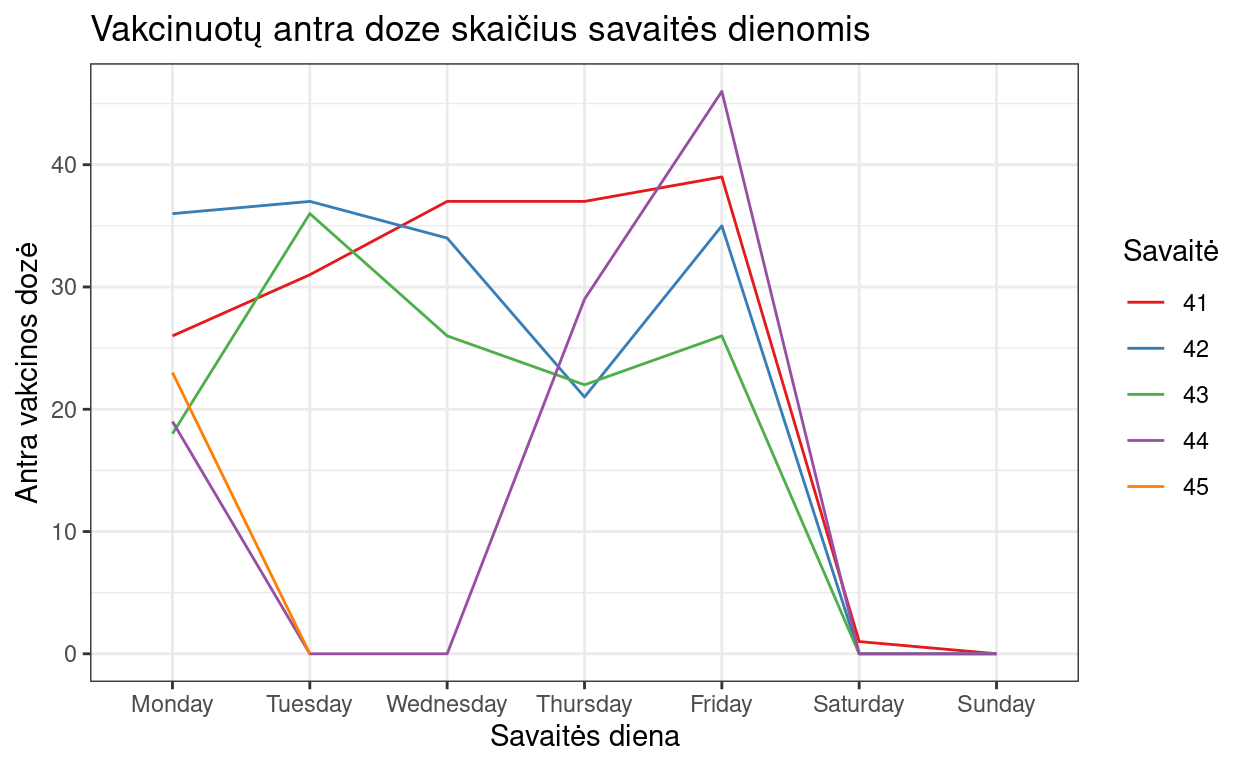 Vakcinuotų antra doze skaičius savaitės dienomis
Antra vakcinos dozė
40
30
20
10
0
Monday Tuesday Wednesday Thursday Friday Saturday Sunday
Savaitės diena
Savaitė
41
42
43
44
45